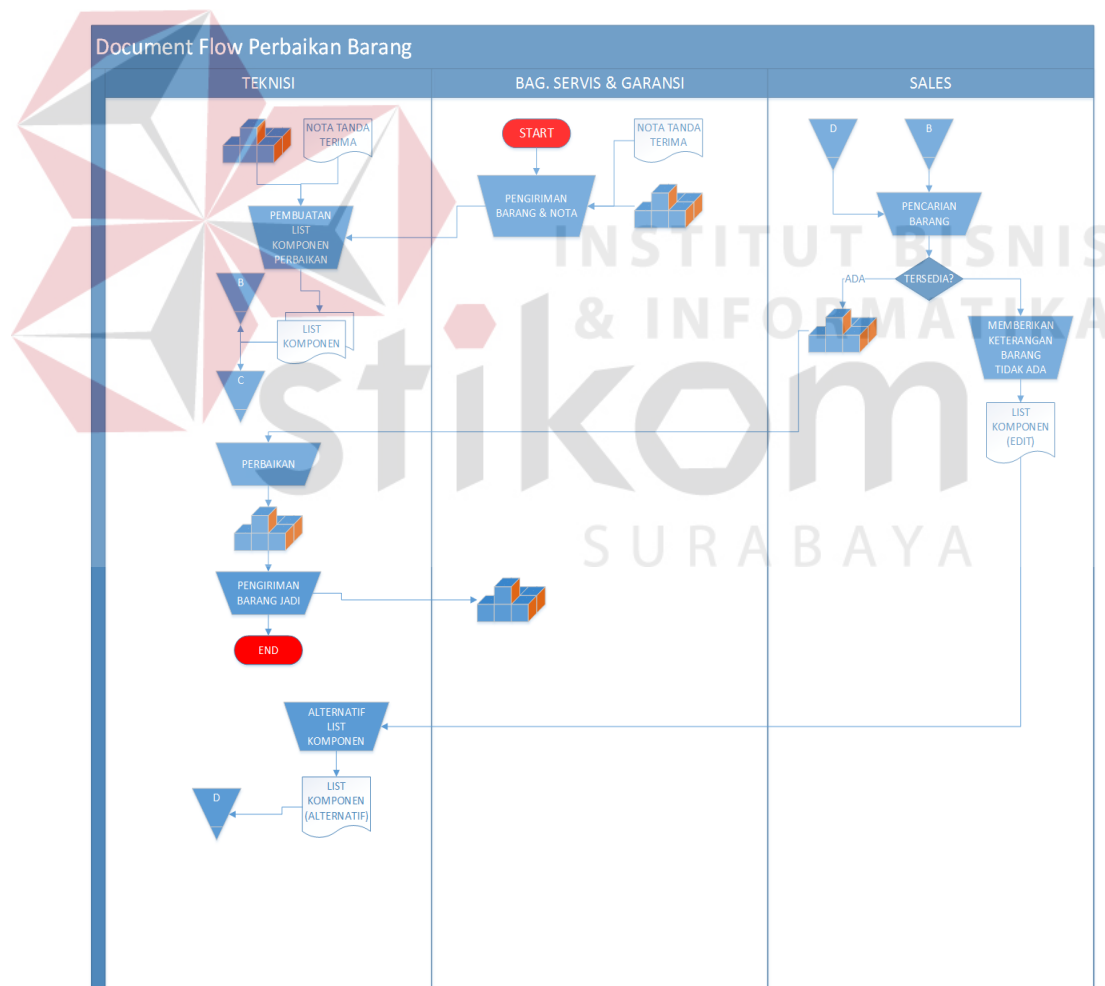 Document Flow Perbaikan Barang
TEKNISI
BAG. SERVIS & GARANSI
SALES
NOTA TANDA
TERIMA
PEMBUATAN
LIST
KOMPONEN
PERBAIKAN
B
LIST
KOMPONEN
C
PERBAIKAN
PENGIRIMAN
BARANG JADI
END
ALTERNATIF
LIST
KOMPONEN
LIST
KOMPONEN
(ALTERNATIF)
D
START
NOTA TANDA
TERIMA
PENGIRIMAN
BARANG & NOTA
D
B
PENCARIAN
BARANG
TERSEDIA?
ADA
MEMBERIKAN
KETERANGAN
BARANG
TIDAK ADA
LIST
KOMPONEN
(EDIT)
INSTITUT BISNIS
& INFORMATIKA
stikom
SURABAYA